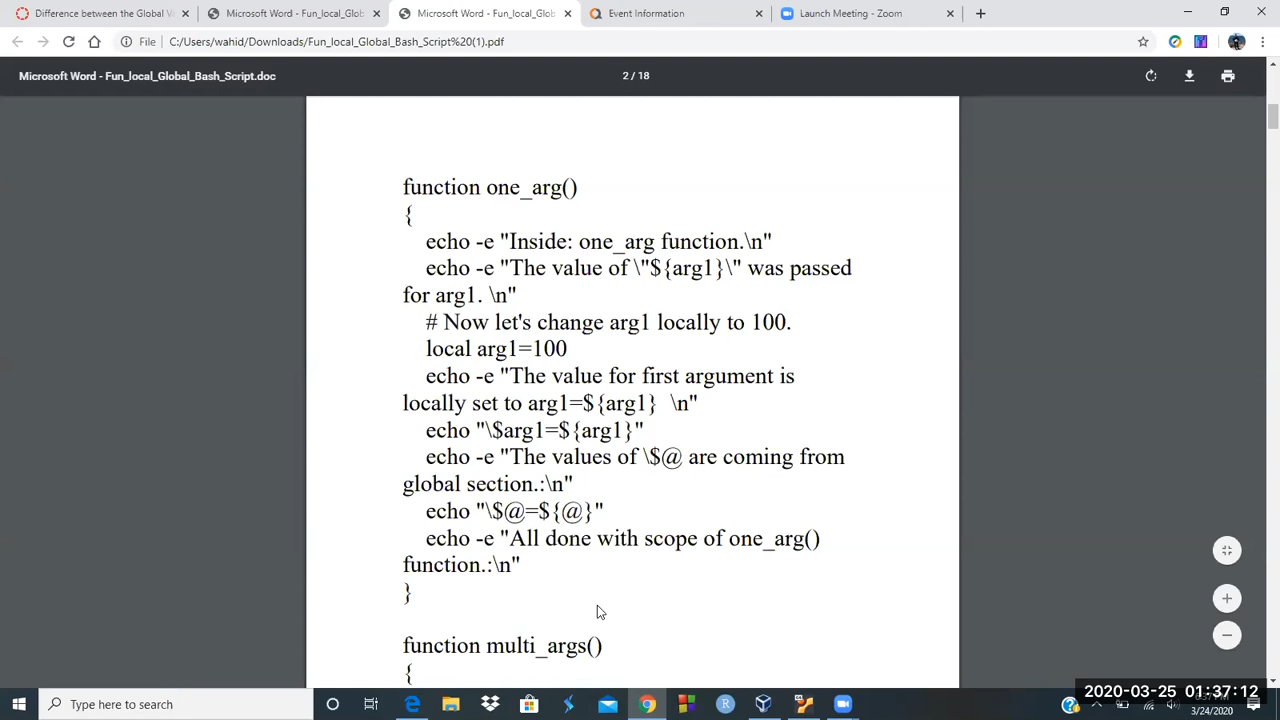 Difference between the Global V
Microsoft Word - Fun_local_Glob
Microsoft Word - Fun_local_Glob
Event Information
Launch Meeting - Zoom
File C:/Users/wahid/Downloads/Fun_local_Global_Bash_Script%20(1).pdf
Microsoft Word - Fun_local_Global_Bash_Script.doc
2 / 18
function one_arg()
{
echo -e "Inside: one_arg function.\n"
echo -e "The value of \"${arg1}\" was passed
for arg1. \n"
# Now let's change arg1 locally to 100.
local arg1=100
echo -e "The value for first argument is
locally set to arg1=${arg1}  \n"
echo "\$arg1=${arg1}"
echo -e "The values of \$@ are coming from
global section.:\n"
echo "\$@=${@}"
echo -e "All done with scope of one_arg()
function.:\n"
}
function multi_args()
{
Type here to search
2020-03-25 01:37:12
3/24/2020